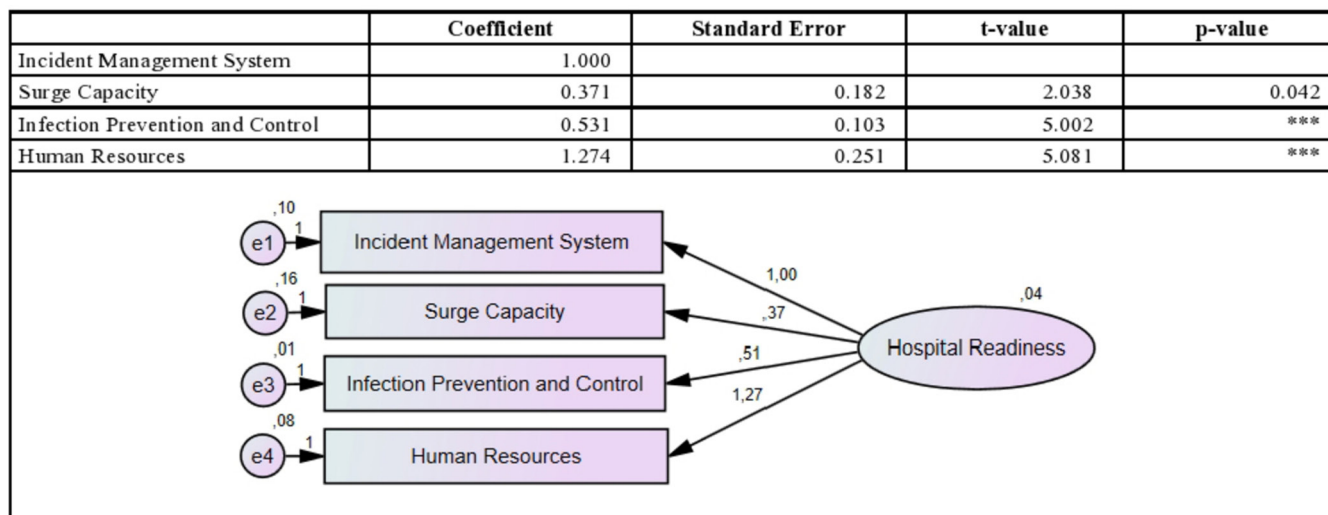 Coefficient Standard Error t-value p-value
Incident Management System 1.000
Surge Capacity 0.371 0.182 2.038 0.042
Infection Prevention and Control 0.531 0.103 5.002 ***
Human Resources 1.274 0.251 5.081 ***
,10
e1 1 Incident Management System
1,00
,16
e2 1 Surge Capacity
,37
,04
Hospital Readiness
,01
e3 1 Infection Prevention and Control
,51
,08
e4 1 Human Resources
1,27